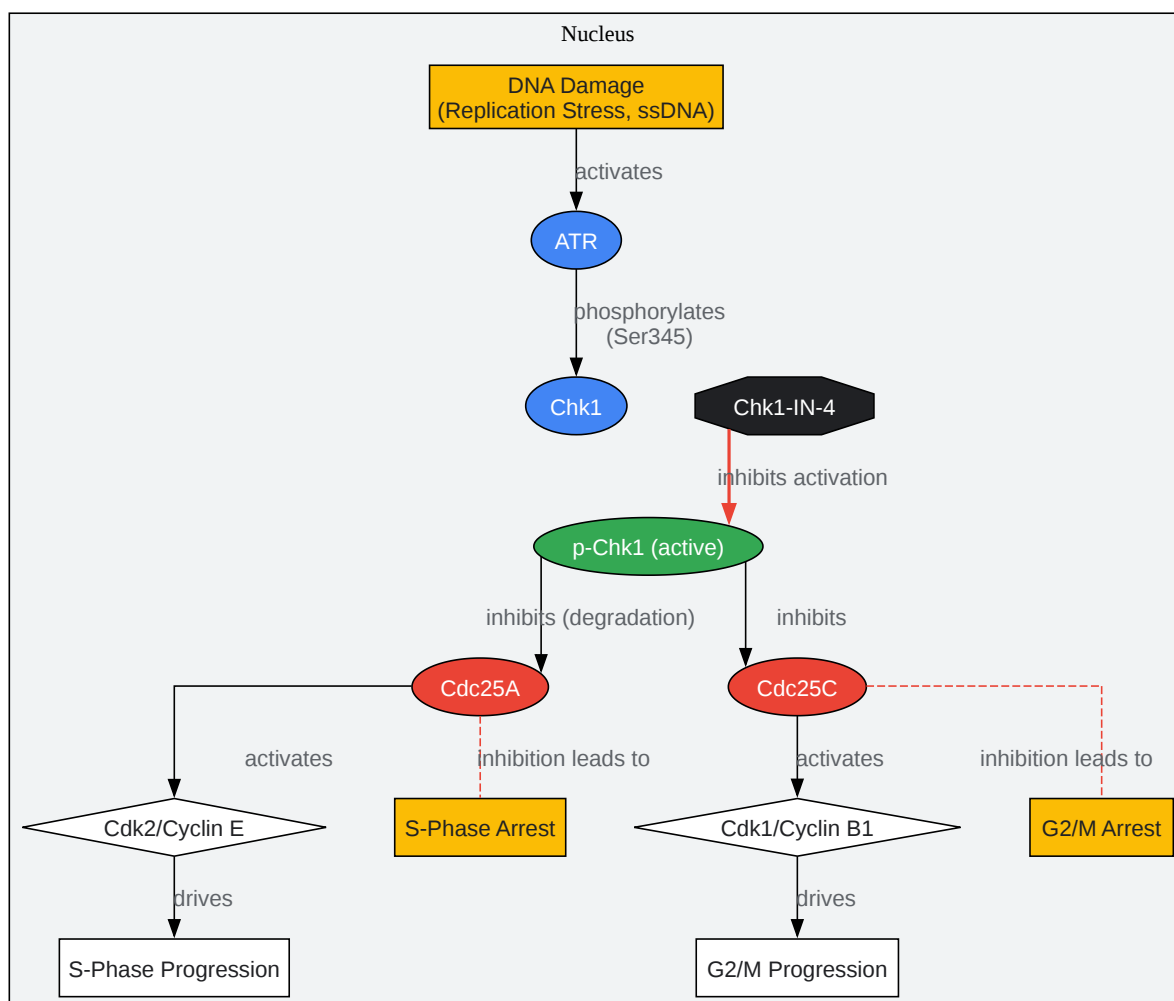 Nucleus
DNA Damage
(Replication Stress, ssDNA)
activates
ATR
phosphorylates
(Ser345)
Chk1
Chk1-IN-4
inhibits activation
p-Chk1 (active)
inhibits (degradation)
inhibits
Cdc25A
Cdc25C
activates
inhibition leads to
activates
inhibition leads to
Cdk2/Cyclin E
S-Phase Arrest
Cdk1/Cyclin B1
G2/M Arrest
drives
drives
S-Phase Progression
G2/M Progression